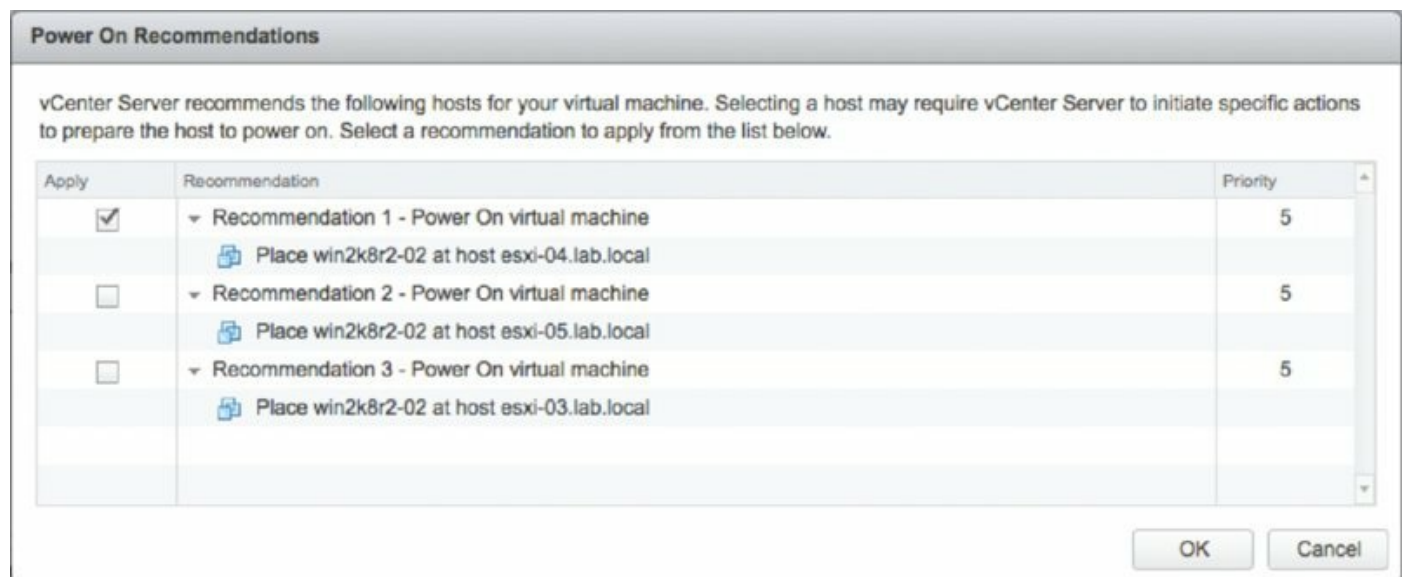 Power On Recommendations
vCenter Server recommends the following hosts for your virtual machine. Selecting a host may require vCenter Server to initiate specific actions
to prepare the host to power on. Select a recommendation to apply from the list below.
Apply Recommendation Priority
Recommendation 1 - Power On virtual machine 5
Place win2k8r2-02 at host esxi-04.lab.local
Recommendation 2 - Power On virtual machine 5
Place win2k8r2-02 at host esxi-05.lab.local
Recommendation 3 - Power On virtual machine 5
Place win2k8r2-02 at host esxi-03.lab.local
OK Cancel